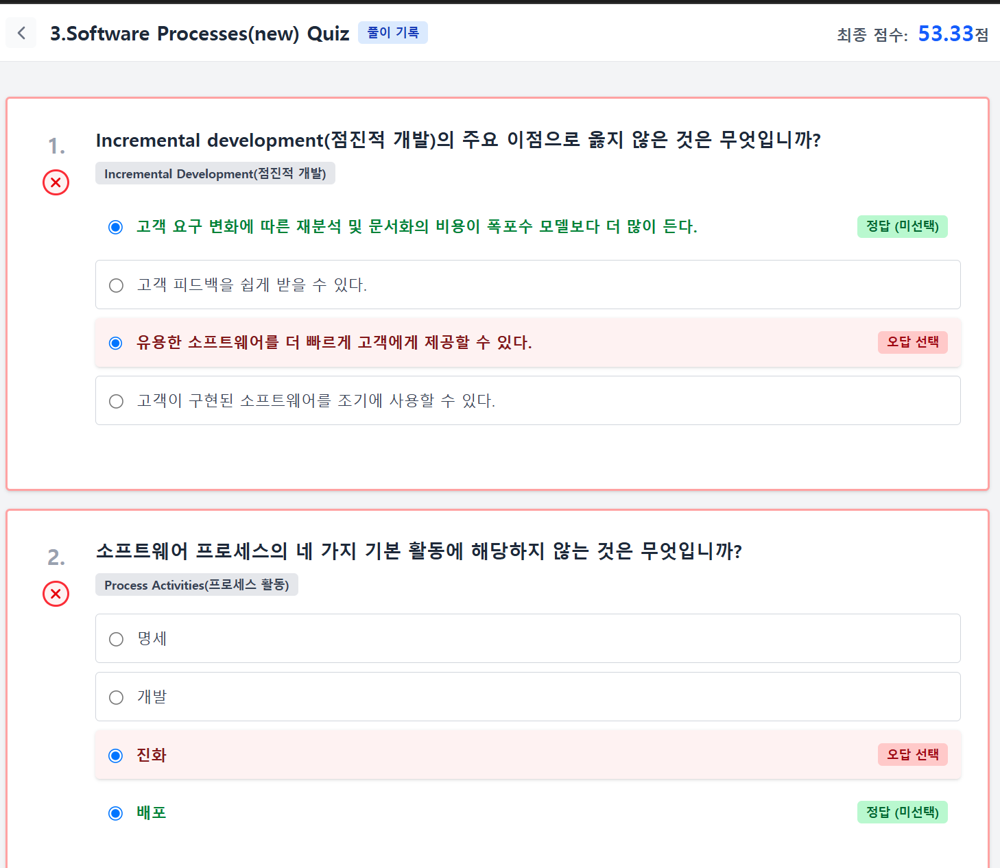 3.Software Processes(new) Quiz 풀이 기록 최종 점수: 53.33점
1. Incremental development(점진적 개발)의 주요 이점으로 옳지 않은 것은 무엇입니까?
Incremental Development(점진적 개발)
고객 요구 변화에 따른 재분석 및 문서화의 비용이 폭포수 모델보다 더 많이 든다. 정답 (미선택)
고객 피드백을 쉽게 받을 수 있다.
유용한 소프트웨어를 더 빠르게 고객에게 제공할 수 있다. 오답 선택
고객이 구현된 소프트웨어를 조기에 사용할 수 있다.
2. 소프트웨어 프로세스의 네 가지 기본 활동에 해당하지 않는 것은 무엇입니까?
Process Activities(프로세스 활동)
명세
개발
진화 오답 선택
배포 정답 (미선택)